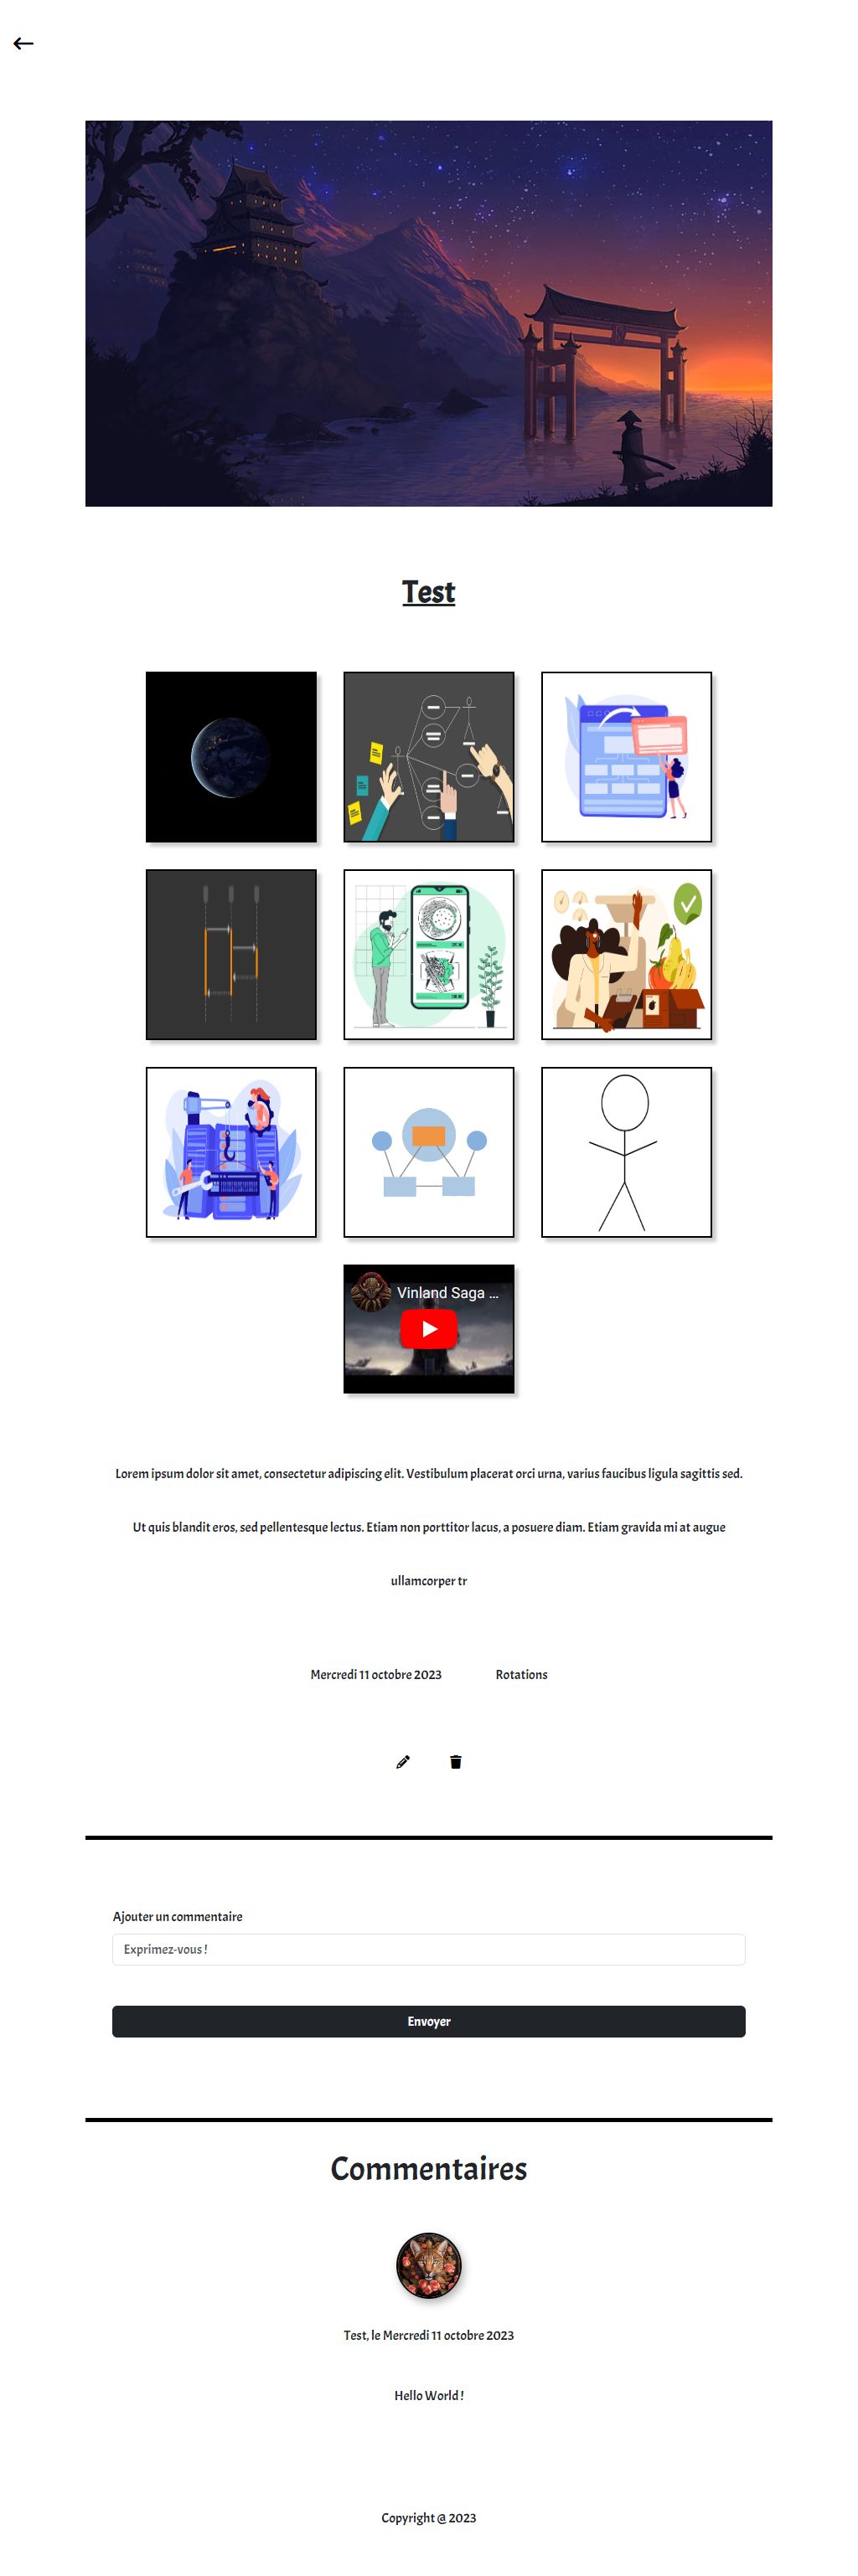 Test
Vinland Saga ...
Lorem ipsum dolor sit amet, consectetur adipiscing elit. Vestibulum placerat orci urna, varius faucibus ligula sagittis sed.
Ut quis blandit eros, sed pellentesque lectus. Etiam non porttitor lacus, a posuere diam. Etiam gravida mi at augue
ullamcorper tr
Mercredi 11 octobre 2023 Rotations
Ajouter un commentaire
Exprimez-vous !
Envoyer
Commentaires
Test, le Mercredi 11 octobre 2023
Hello World !
Copyright @ 2023